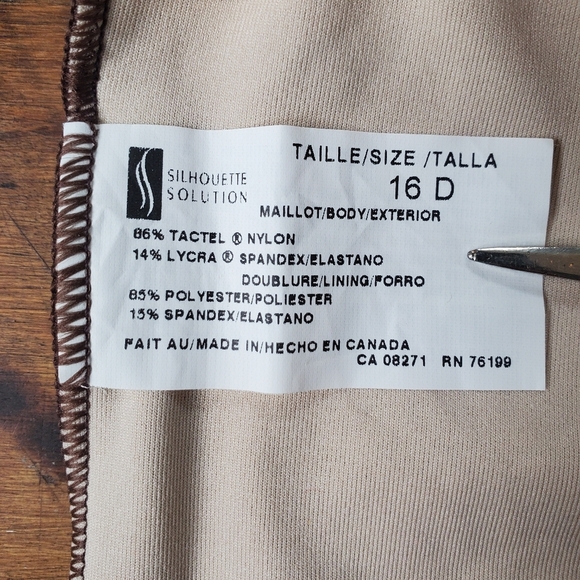 SILHOUETTE
SOLUTION
TAILLE/SIZE /TALLA
16 D
MAILLOT/BODY/EXTERIOR
86% TACTEL ® NYLON
14% LYCRA ® SPANDEX/ELASTANO
DOUBLURE/LINING/FORRO
85% POLYESTER/POLIESTER
15% SPANDEX/ELASTANO
FAIT AU/MADE IN/HECHO EN CANADA
CA 08271 RN 76199